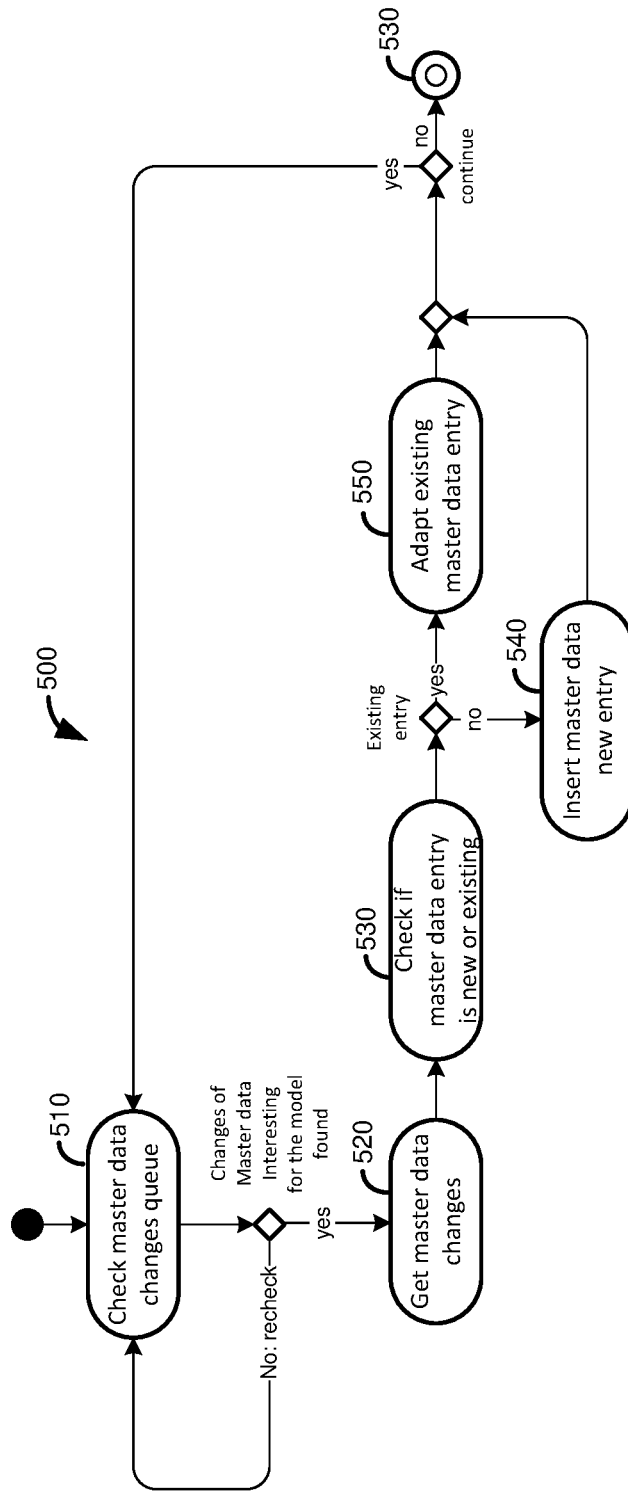 500
510
Check master data
changes queue
Changes of
Master data
Interesting
for the model
found
No: recheck
yes
520
Get master data
changes
530
Check if
master data entry
is new or existing
Existing
entry
yes
no
540
Insert master data
new entry
550
Adapt existing
master data entry
yes
no
continue
530